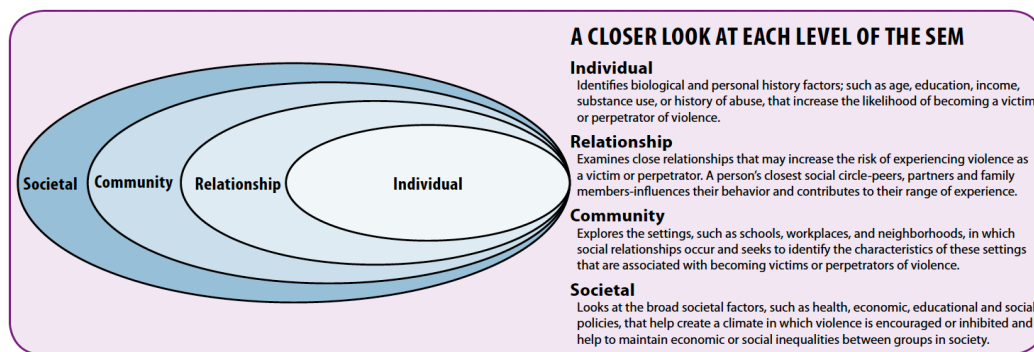 A CLOSER LOOK AT EACH LEVEL OF THE SEM
Individual
Identifies biological and personal history factors; such as age, education, income,
substance use, or history of abuse, that increase the likelihood of becoming a victim
or perpetrator of violence.
Relationship
Examines close relationships that may increase the risk of experiencing violence as
a victim or perpetrator. A person's closest social circle-peers, partners and family
members-influences their behavior and contributes to their range of experience.
Community
Explores the settings, such as schools, workplaces, and neighborhoods, in which
social relationships occur and seeks to identify the characteristics of these settings
that are associated with becoming victims or perpetrators of violence.
Societal
Looks at the broad societal factors, such as health, economic, educational and social
policies, that help create a climate in which violence is encouraged or inhibited and
help to maintain economic or social inequalities between groups in society.
Societal
Community
Relationship
Individual